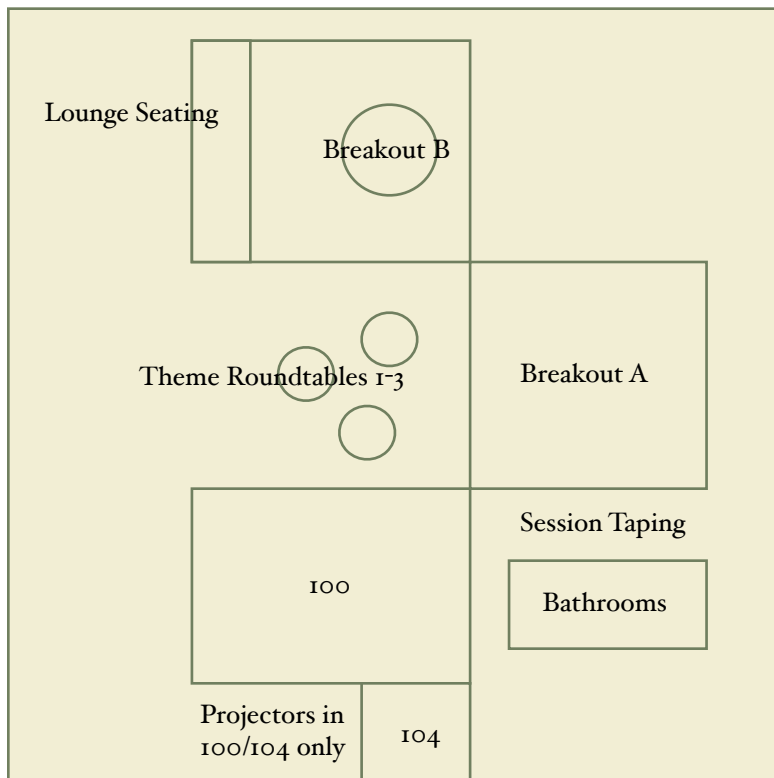 Lounge Seating
Breakout B
Theme Roundtables 1-3
Breakout A
Session Taping
100
Bathrooms
Projectors in
100/104 only
104